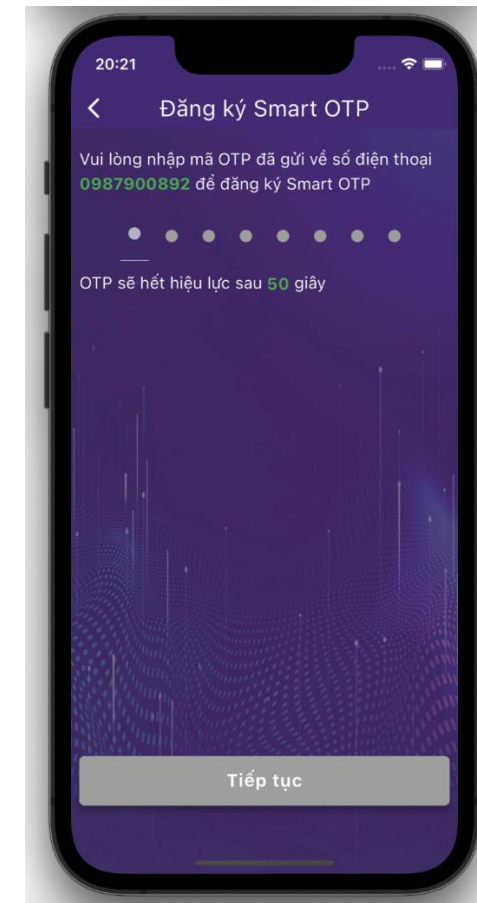 20:21
Đăng ký Smart OTP
Vui lòng nhập mã OTP đã gửi về số điện thoại
0987900892 để đăng ký Smart OTP
OTP sẽ hết hiệu lực sau 50 giây
Tiếp tục